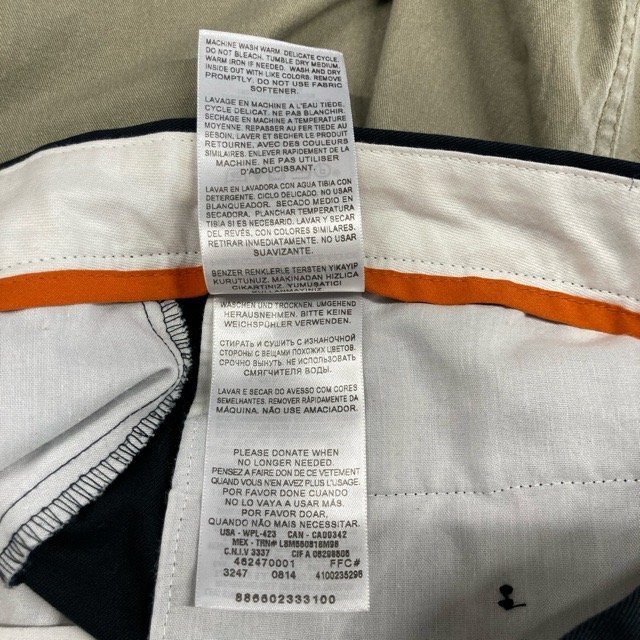 MACHINE WASH WARM. DELICATE CYCLE.
DO NOT BLEACH. TUMBLE DRY MEDIUM.
WARM IRON IF NEEDED. WASH AND DRY
INSIDE OUT WITH LIKE COLORS. REMOVE
PROMPTLY. DO NOT USE FABRIC
SOFTENER.
LAVAGE EN MACHINE A L'EAU TIEDE,
CYCLE DELICAT. NE PAS BLANCHIR.
SECHAGE EN MACHINE A TEMPERATURE
MOYENNE. REPASSER AU FER TIEDE AU
BESOIN, LAVER ET SECHER LE PRODUIT
RETOURNE, AVEC DES COULEURS
SIMILAIRES. ENLEVER RAPIDEMENT DE LA
MACHINE. NE PAS UTILISER
D'ADOUCISSANT.
LAVAR EN LAVADORA CON AGUA TIBIA CON
DETERGENTE. CICLO DELICADO. NO USAR
BLANQUEADOR. SECADO MEDIO EN
SECADORA. PLANCHAR TEMPERATURA
TIBIA SI ES NECESARIO. LAVAR Y SECAR
DEL REVÉS, CON COLORES SIMILARES.
RETIRAR INMEDIATAMENTE. NO USAR
SUAVIZANTE.
BENZER RENKLERLE TERSTEN YIKAYIP
KURUTUNUZ. MAKINADAN HIZLICA
ÇIKARTINIZ. YUMUŞATICI
WASCHEN UND TROCKNEN. UMGEHEND
HERAUSNEHMEN. BITTE KEINE
WEICHSPÜHLER VERWENDEN.
СТИРАТЬ И СУШИТЬ С ИЗНАНОЧНОЙ
СТОРОНЫ С ВЕЩАМИ ПОХОЖИХ ЦВЕТОВ.
СРОЧНО ВЫНУТЬ. НЕ ИСПОЛЬЗОВАТЬ
СМЯГЧИТЕЛЯ ВОДЫ.
LAVAR E SECAR DO AVESSO COM CORES
SEMELHANTES. REMOVER RÁPIDAMENTE DA
MÁQUINA. NÃO USE AMACIADOR.
PLEASE DONATE WHEN
NO LONGER NEEDED.
PENSEZ A FAIRE DON DE CE VETEMENT
QUAND VOUS N'EN AVEZ PLUS L'USAGE.
POR FAVOR DONE CUANDO
NO LO VAYA A USAR MÁS.
POR FAVOR DOAR,
QUANDO NÃO MAIS NECESSITAR.
USA - WPL-423 CAN - CA00342
MEX - TRN# LSM980818M98
C.N.I.V 3337 CIF A 08298808
462470001 FFC#
3247 0814 4100235296
886602333100